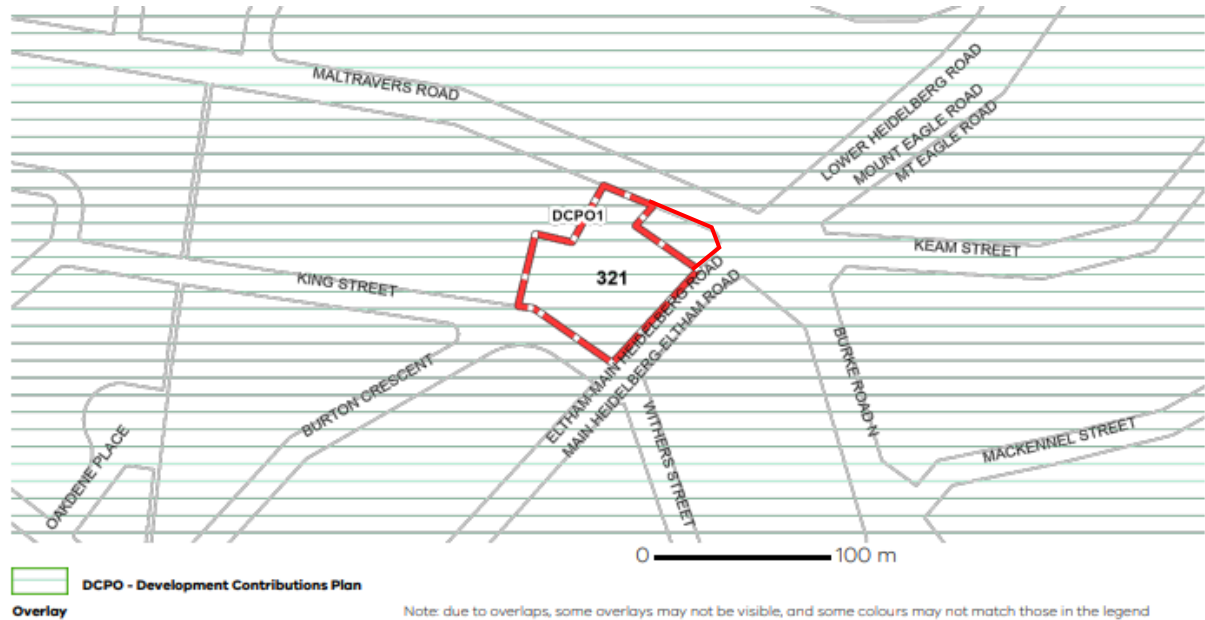 MALTRAVERS ROAD
LOWER HEIDELBERG ROAD
MOUNT EAGLE ROAD
MT EAGLE ROAD
DCPO1
KEAM STREET
321
KING STREET
ELTHAM-MAIN HEIDELBERG ROAD
MAIN HEIDELBERG-ELTHAM ROAD
BURKE ROAD N
BURTON CRESCENT
WITHERS STREET
MACKENNEL STREET
OAKDENE PLACE
0 100 m
DCPO - Development Contributions Plan
Overlay
Note: due to overlaps, some overlays may not be visible, and some colours may not match those in the legend